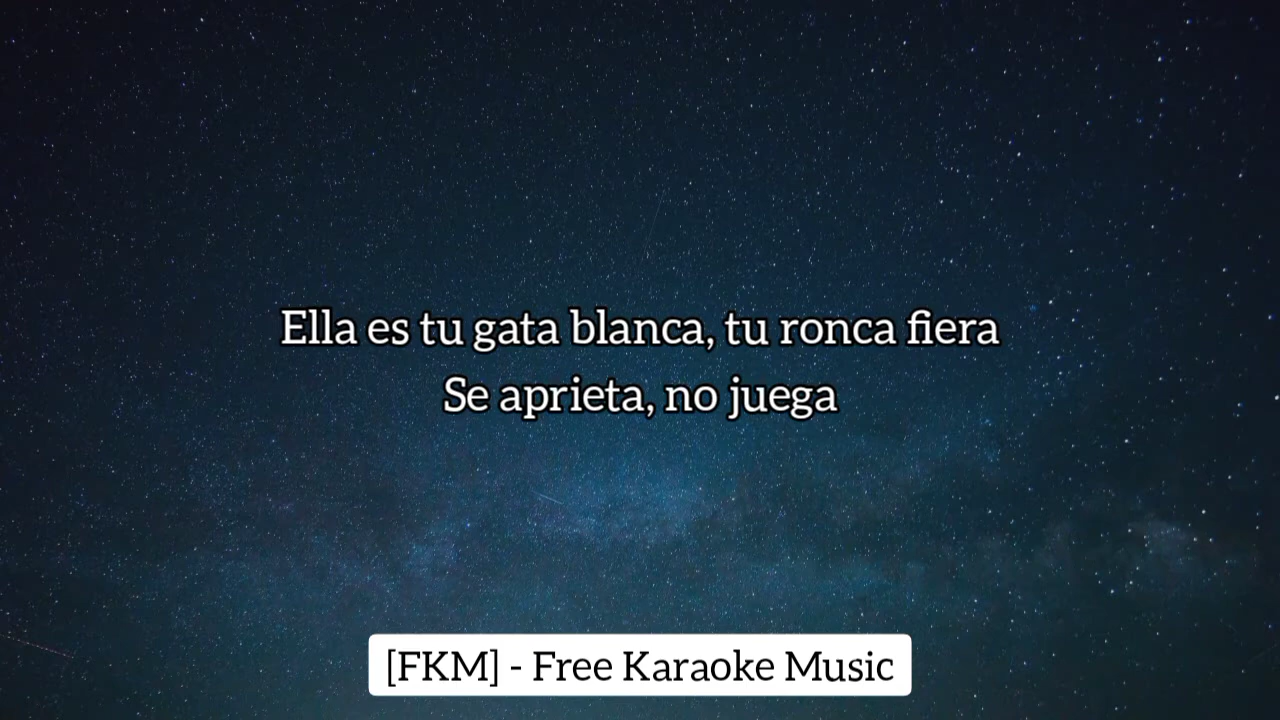 Ella es tu gata blanca, tu ronca fiera
Se aprieta, no juega
[FKM] - Free Karaoke Music